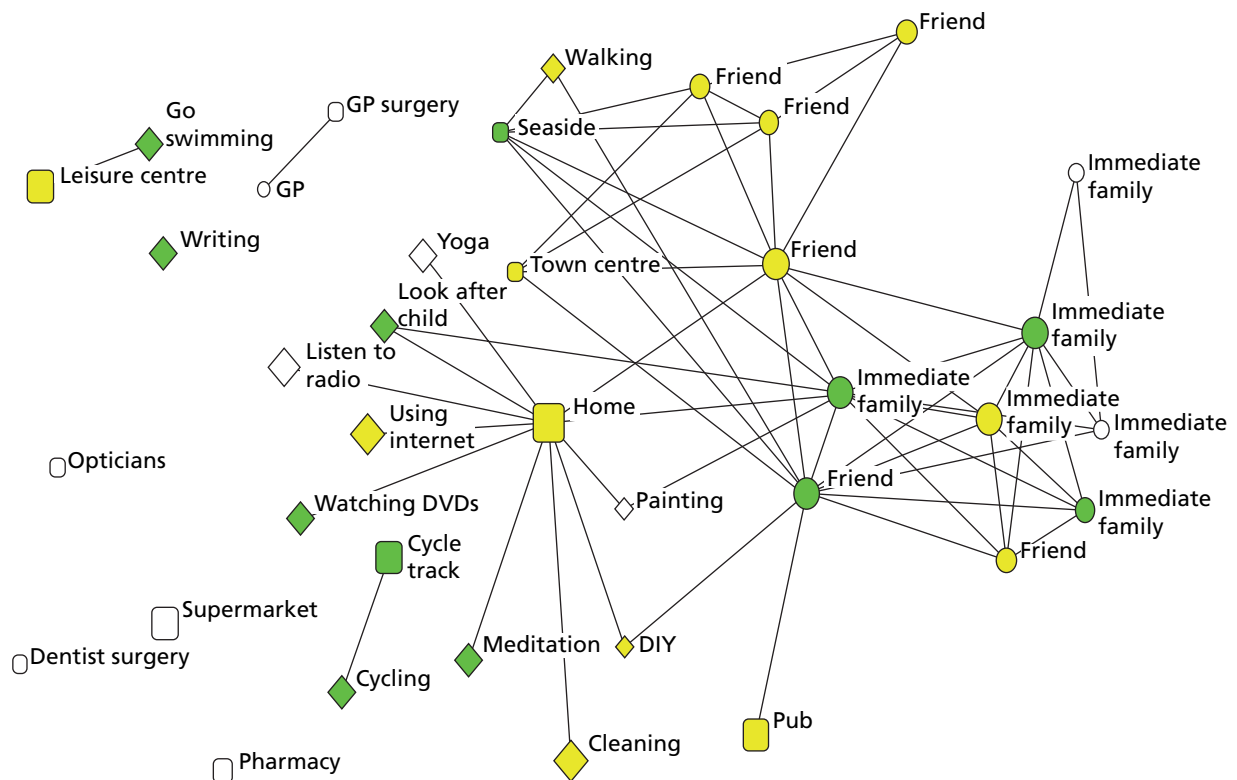 Friend
Walking
Friend
GP surgery
Friend
Go
swimming
Seaside
Immediate
family
Leisure centre
GP
Writing
Yoga
Friend
Town centre
Look after
child
Immediate
family
Listen to
radio
Immediate
family
Home
Using
internet
Immediate
family
Immediate
family
Opticians
Friend
Watching DVDs
Painting
Immediate
family
Cycle
track
Friend
Supermarket
Meditation
DIY
Dentist surgery
Cycling
Pub
Cleaning
Pharmacy